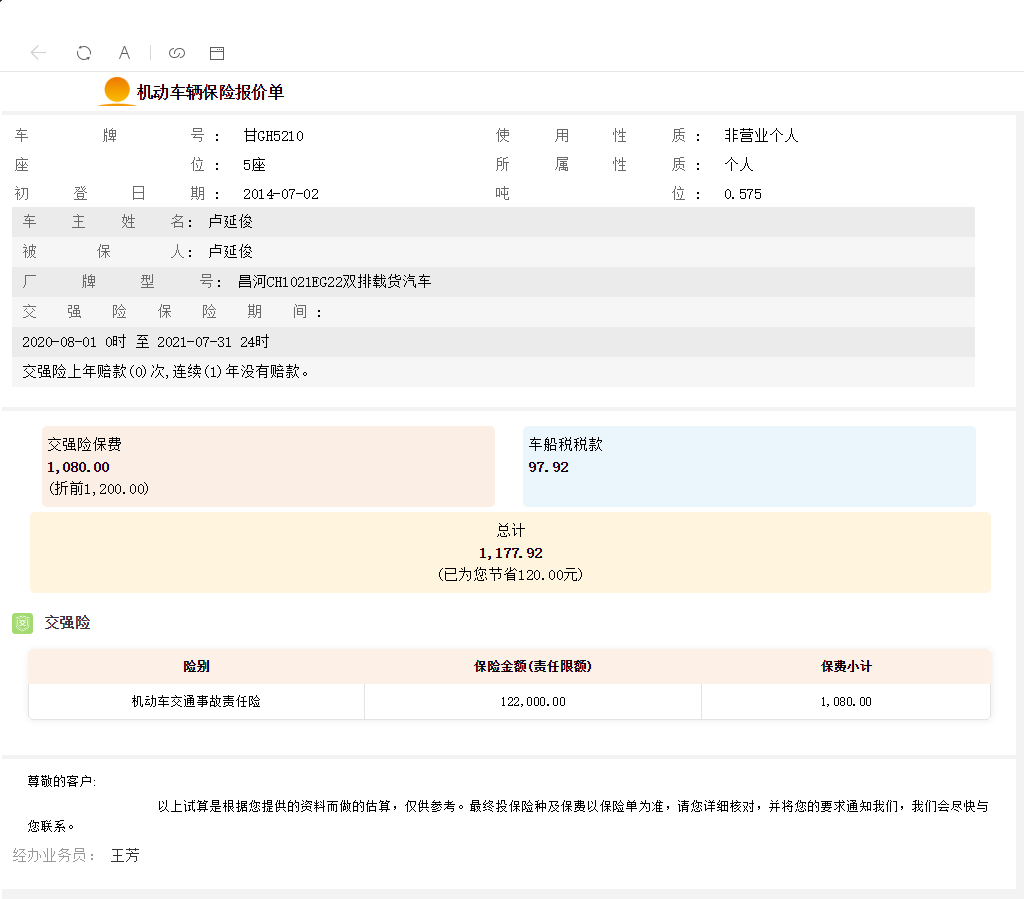 机动车辆保险报价单
车牌号： 甘GH5210 使用性质： 非营业个人
座位： 5座 所属性质： 个人
初登日期： 2014-07-02 吨位： 0.575
车主姓名： 卢延俊
被保人： 卢延俊
厂牌型号： 昌河CH1021EG22双排载货汽车
交强险保险期间：
2020-08-01 0时 至 2021-07-31 24时
交强险上年赔款(0)次,连续(1)年没有赔款。
交强险保费 车船税税款
1,080.00 97.92
(折前1,200.00)
总计
1,177.92
(已为您节省120.00元)
交强险
险别 保险金额(责任限额) 保费小计
机动车交通事故责任险 122,000.00 1,080.00
尊敬的客户:
以上试算是根据您提供的资料而做的估算，仅供参考。最终投保险种及保费以保险单为准，请您详细核对，并将您的要求通知我们，我们会尽快与
您联系。
经办业务员： 王芳